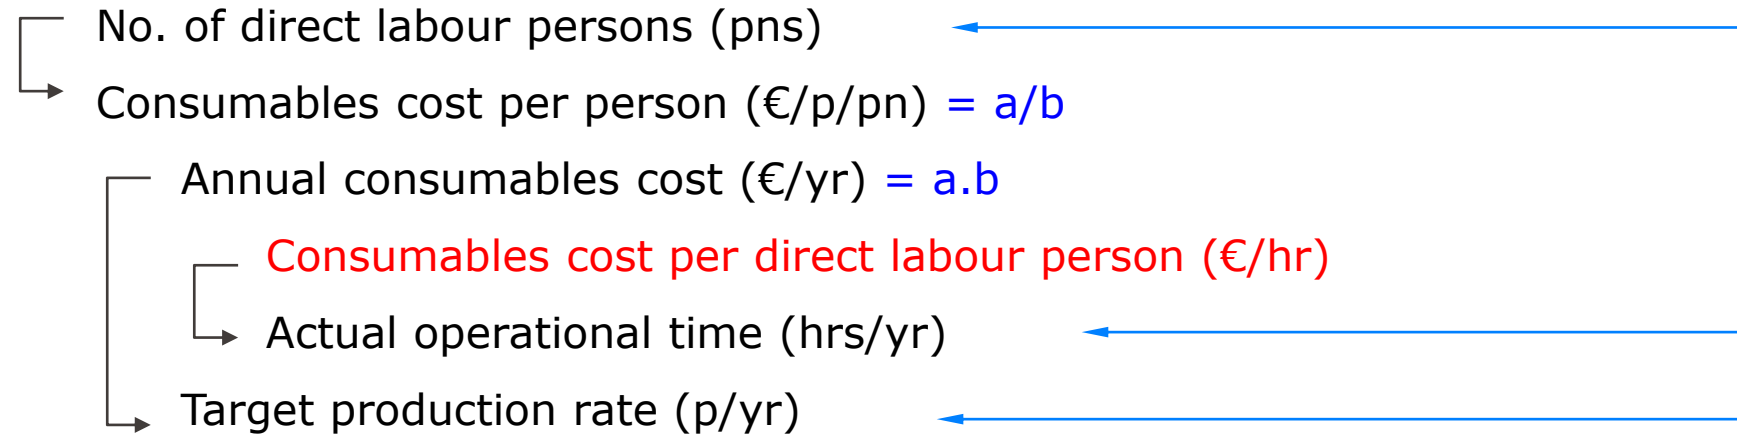 No. of direct labour persons (pns)
Consumables cost per person (€/p/pn) = a/b
Annual consumables cost (€/yr) = a.b
Consumables cost per direct labour person (€/hr)
Actual operational time (hrs/yr)
Target production rate (p/yr)